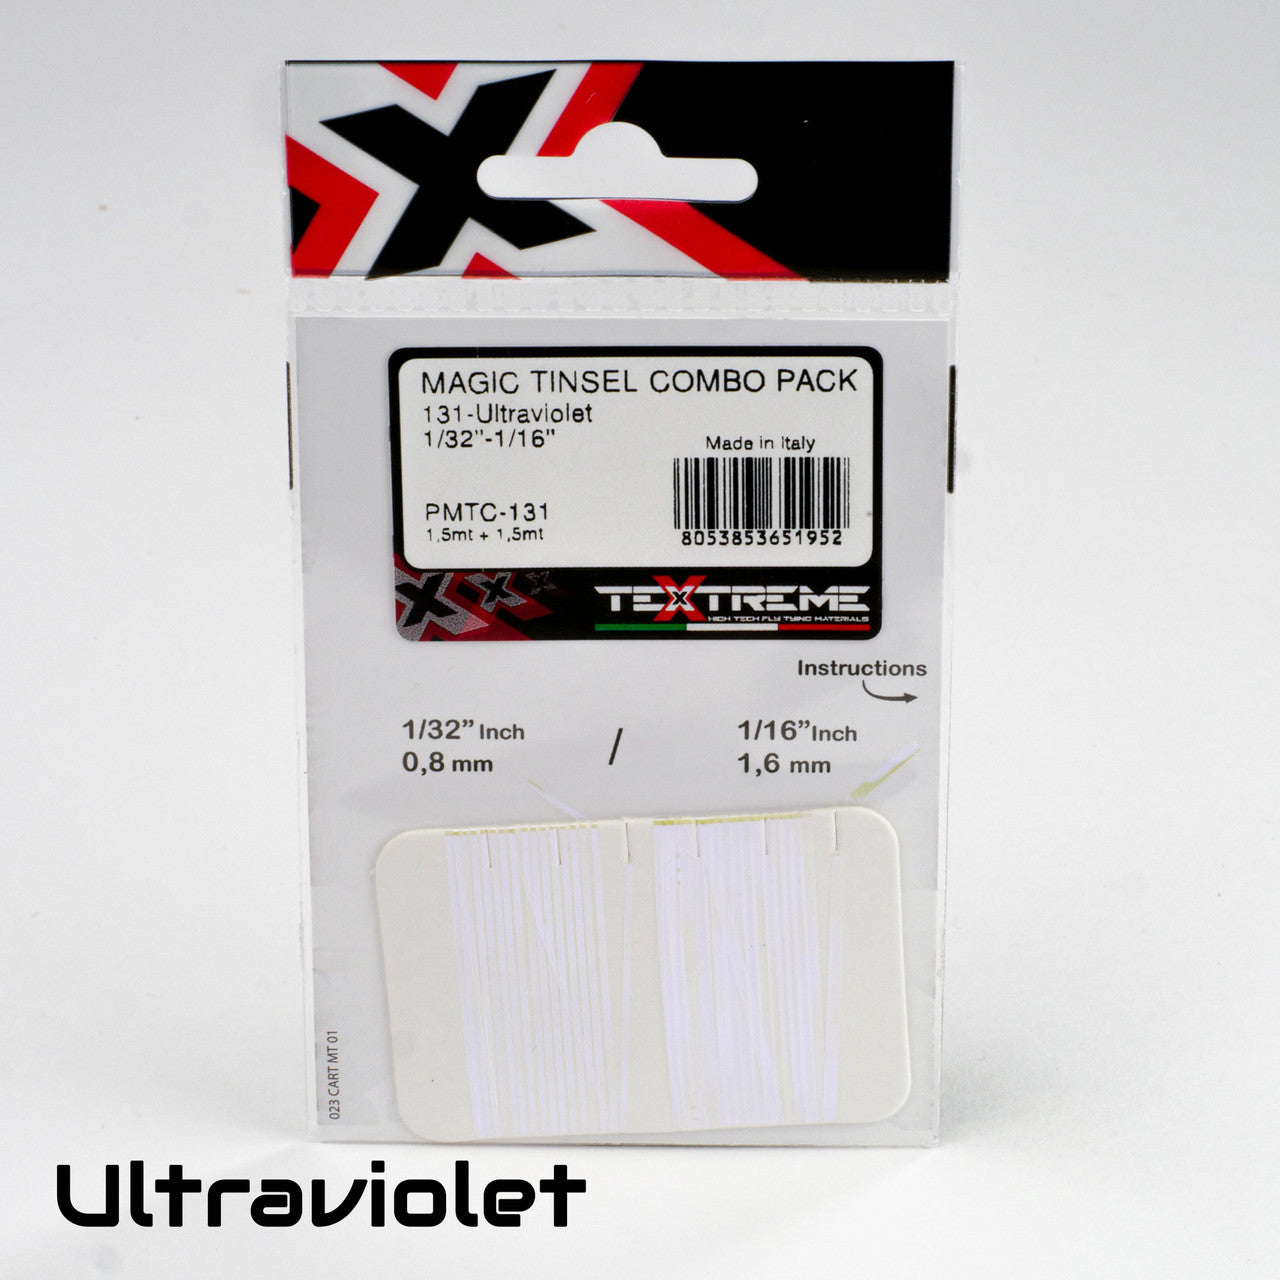 MAGIC TINSEL COMBO PACK
131-Ultraviolet
1/32"-1/16"
Made in Italy
PMTC-131
1,5mt + 1,5mt
8053853651952
TEXTREME
HIGH TECH FLY TYING MATERIALS
Instructions
1/32” Inch / 1/16” Inch
0,8 mm 1,6 mm
023 CART MT 01
Ultraviolet